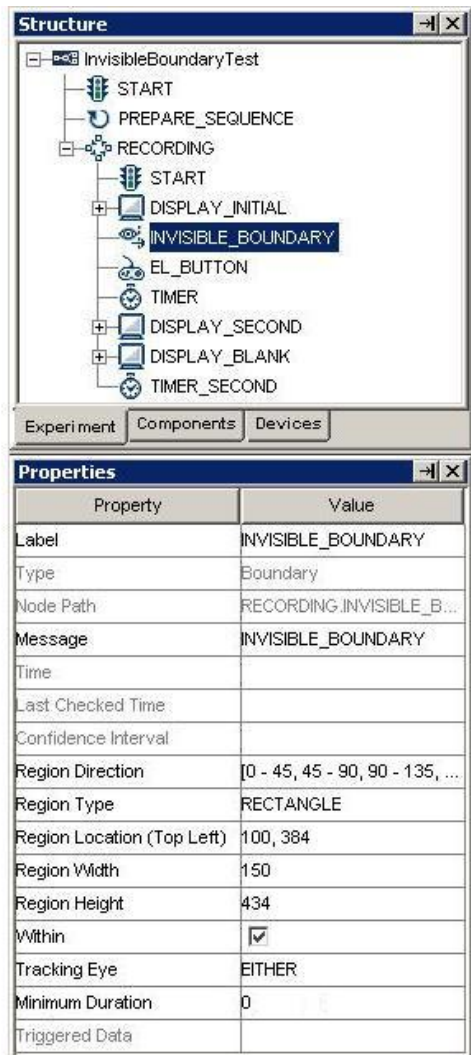 Structure
InvisibleBoundaryTest
START
PREPARE_SEQUENCE
RECORDING
START
DISPLAY_INITIAL
INVISIBLE_BOUNDARY
EL_BUTTON
TIMER
DISPLAY_SECOND
DISPLAY_BLANK
TIMER_SECOND
Experiment Components Devices
Properties
Property Value
Label INVISIBLE_BOUNDARY
Type Boundary
Node Path RECORDING.INVISIBLE_B...
Message INVISIBLE_BOUNDARY
Time
Last Checked Time
Confidence Interval
Region Direction [0 - 45, 45 - 90, 90 - 135, ...
Region Type RECTANGLE
Region Location (Top Left) 100, 384
Region Width 150
Region Height 434
Within
Tracking Eye EITHER
Minimum Duration 0
Triggered Data